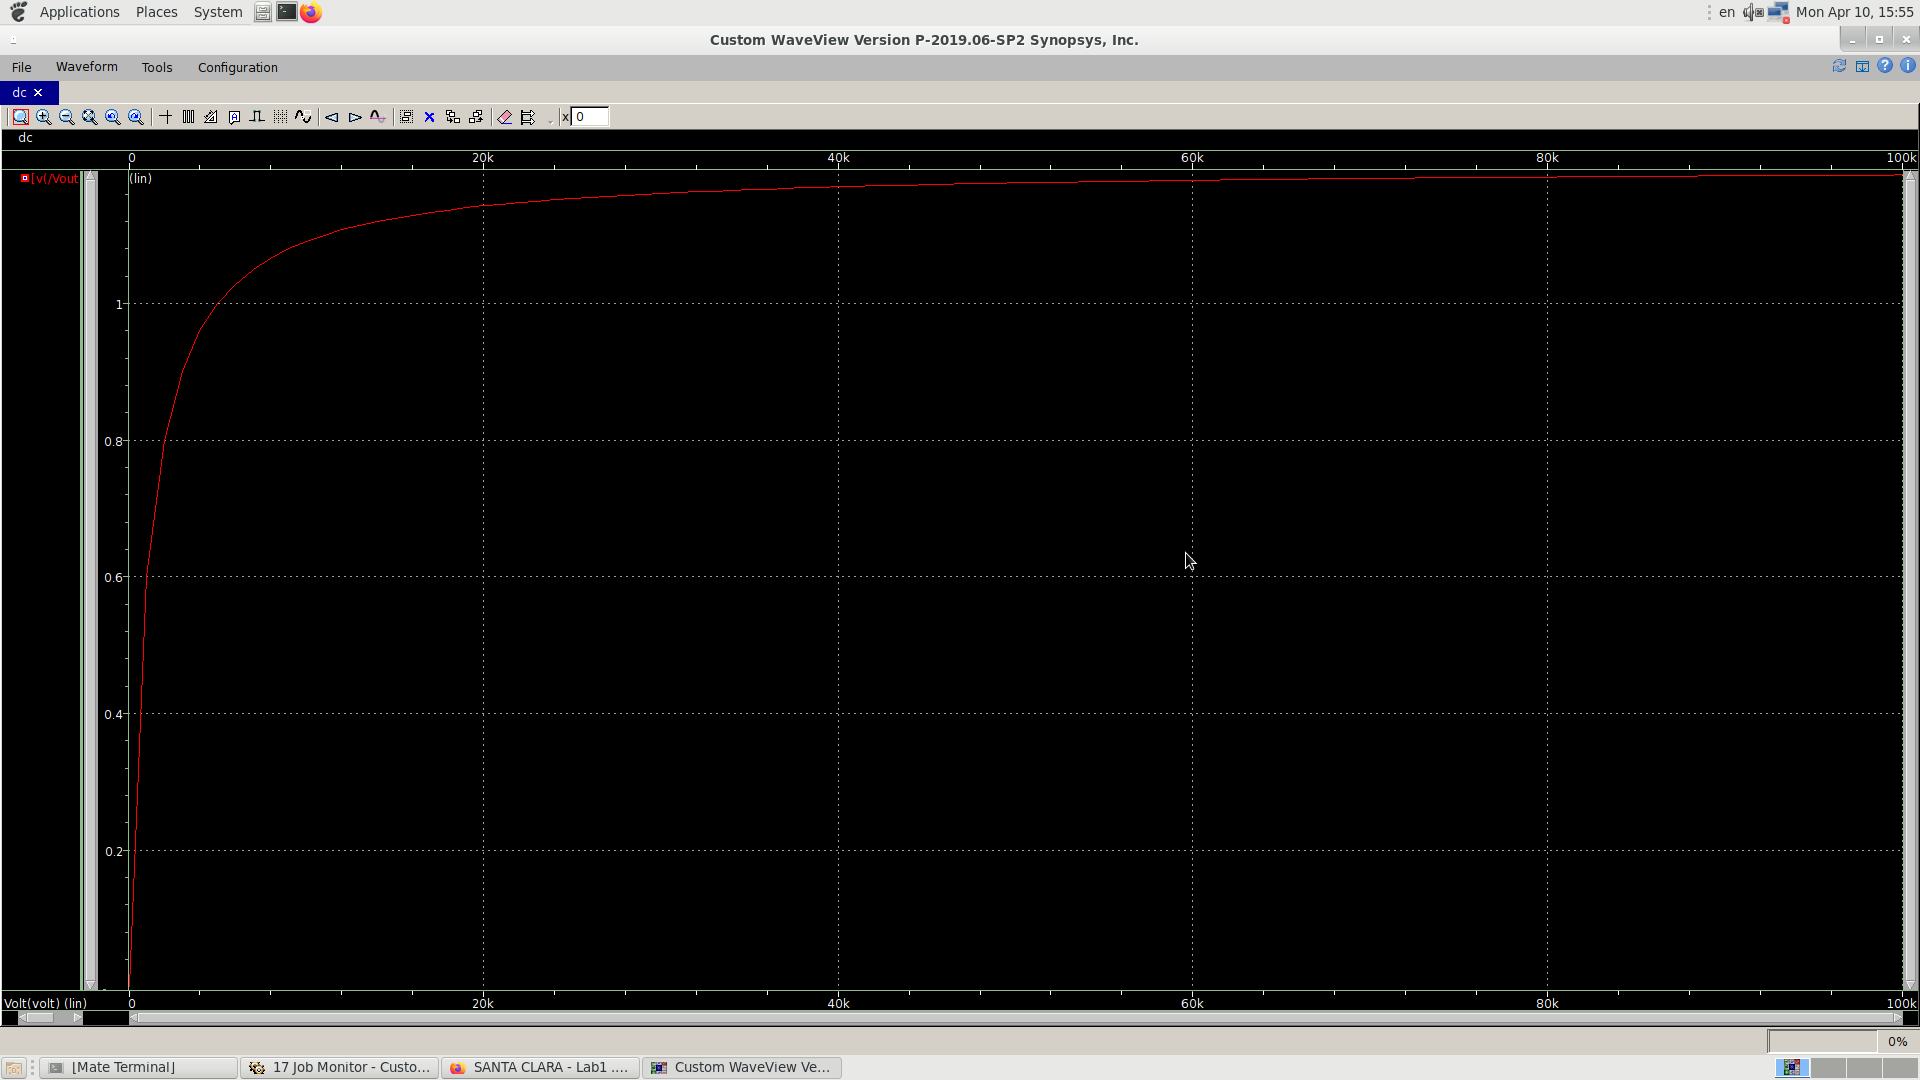 Applications Places System en Mon Apr 10, 15:55
Custom WaveView Version P-2019.06-SP2 Synopsys, Inc.
File Waveform Tools Configuration
dc
x 0
dc
0 20k 40k 60k 80k 100k
[v(/Vout (lin)
1
0.8
0.6
0.4
0.2
Volt(volt) (lin) 0 20k 40k 60k 80k 100k
0%
[Mate Terminal] 17 Job Monitor - Custo... SANTA CLARA - Lab1 .... Custom WaveView Ve...